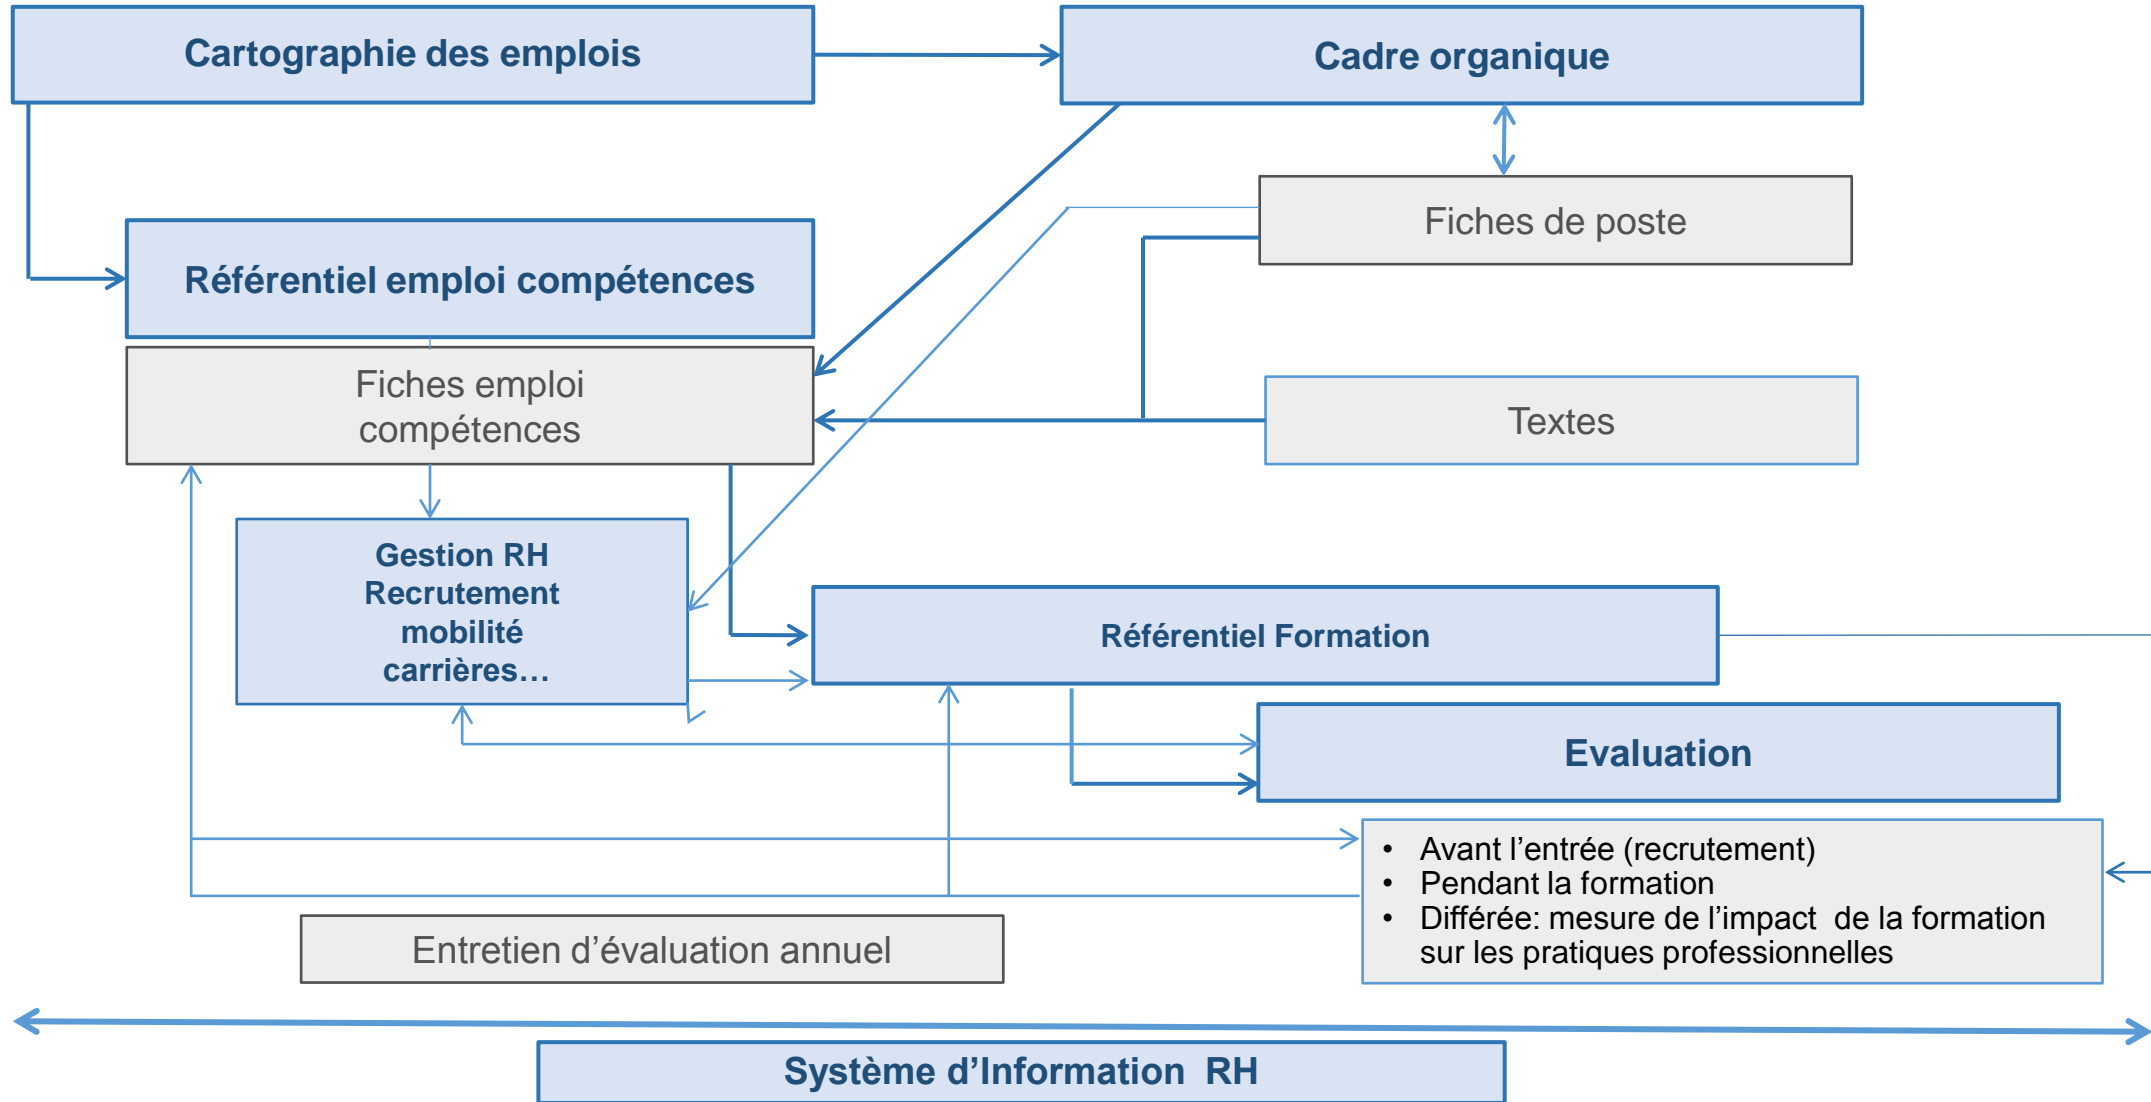 Cartographie des emplois
Cadre organique
Fiches de poste
Référentiel emploi compétences
Fiches emploi
compétences
Textes
Gestion RH
Recrutement
mobilité
carrières…
Référentiel Formation
Evaluation
• Avant l’entrée (recrutement)
• Pendant la formation
• Différée: mesure de l’impact de la formation
sur les pratiques professionnelles
Entretien d’évaluation annuel
Système d’Information RH